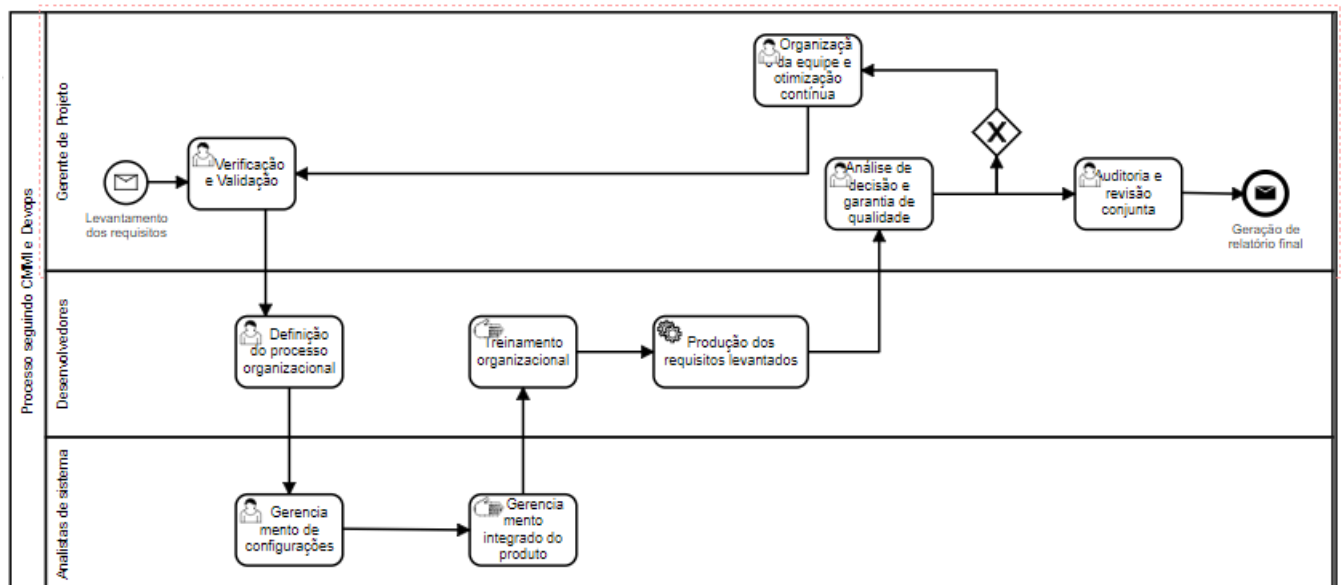 Processo seguindo CMMI e Devops
Gerente de Projeto
Levantamento
dos requisitos
Verificação
e Validação
Organizaçã
o da equipe e
otimização
contínua
X
Análise de
decisão e
garantia de
qualidade
Auditoria e
revisão
conjunta
Geração de
relatório final
Desenvolvedores
Definição
do processo
organizacional
Treinamento
organizacional
Produção dos
requisitos levantados
Analistas de sistema
Gerencia
mento de
configurações
Gerencia
mento
integrado do
produto